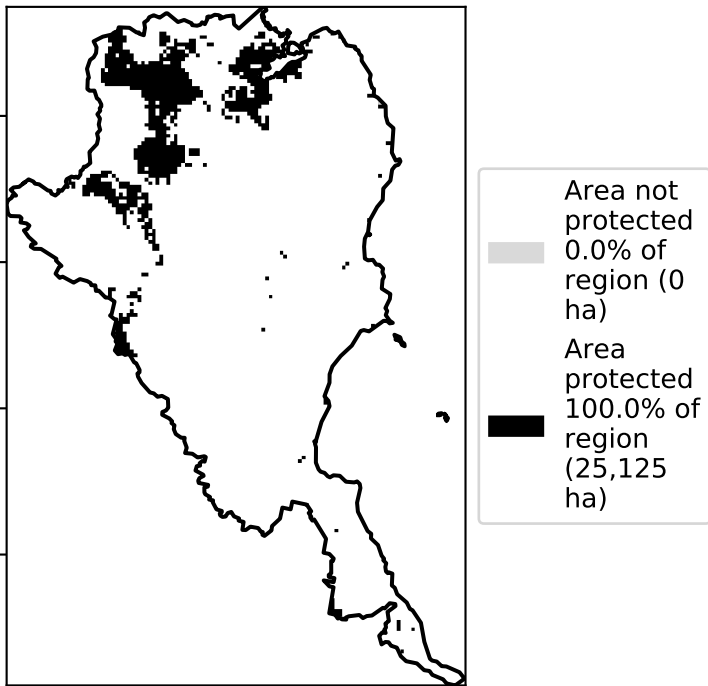 Area not
protected
0.0% of
region (0
ha)
Area
protected
100.0% of
region
(25,125
ha)